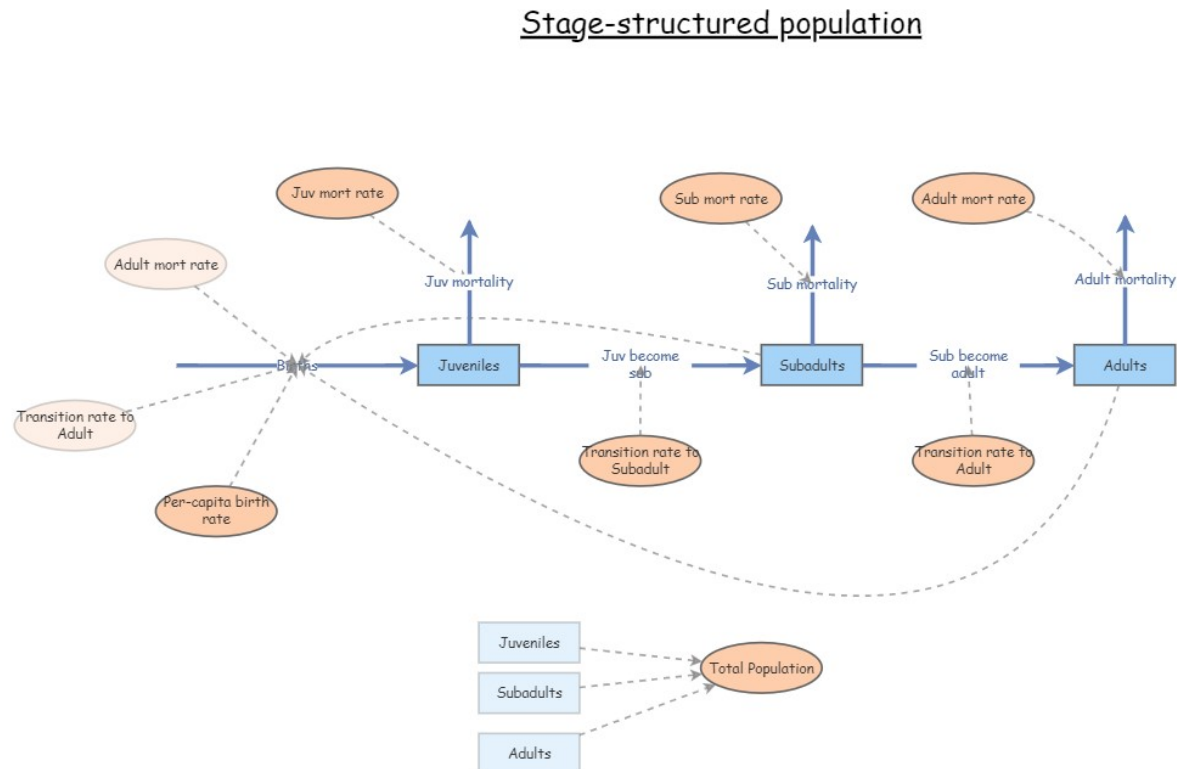 Stage-structured population
Juv mort rate
Sub mort rate
Adult mort rate
Adult mort rate
Juv mortality
Sub mortality
Adult mortality
Births
Juveniles
Juv become
sub
Subadults
Sub become
adult
Adults
Transition rate to
Adult
Transition rate to
Subadult
Transition rate to
Adult
Per-capita birth
rate
Juveniles
Total Population
Subadults
Adults